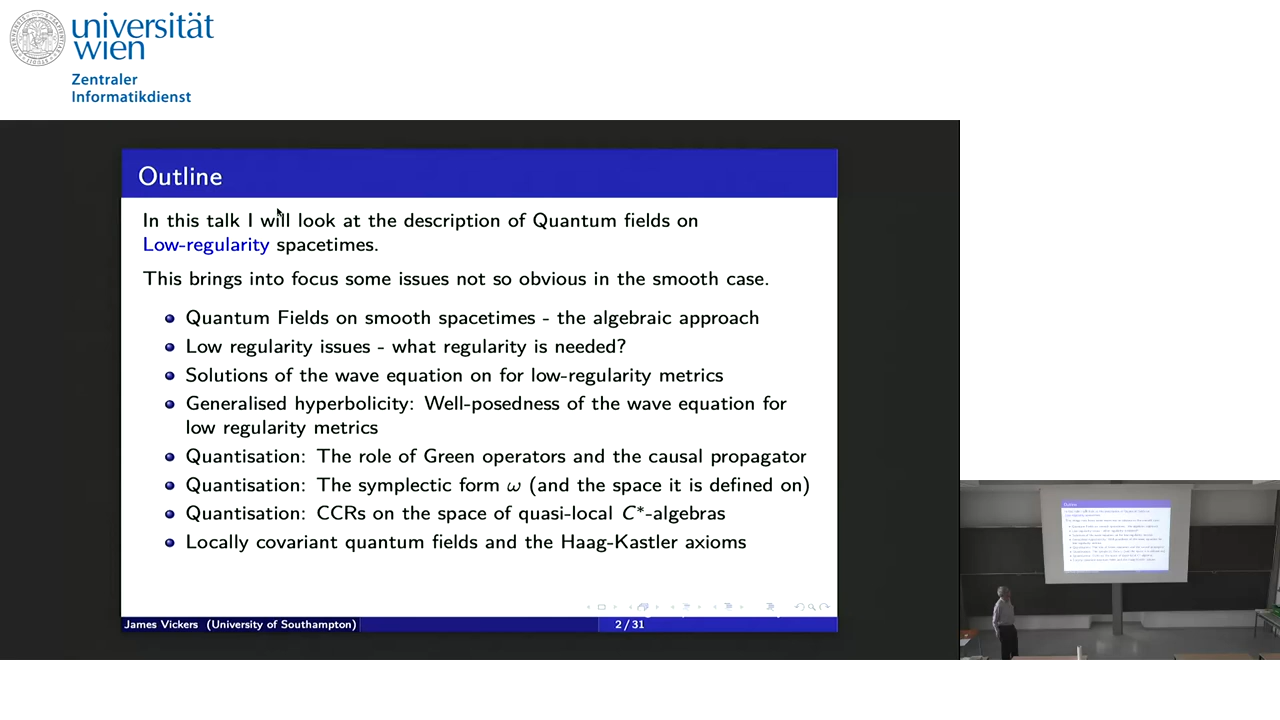 universität
wien
Zentraler
Informatikdienst
Outline
In this talk I will look at the description of Quantum fields on
Low-regularity spacetimes.
This brings into focus some issues not so obvious in the smooth case.
Quantum Fields on smooth spacetimes - the algebraic approach
Low regularity issues - what regularity is needed?
Solutions of the wave equation on for low-regularity metrics
Generalised hyperbolicity: Well-posedness of the wave equation for
low regularity metrics
Quantisation: The role of Green operators and the causal propagator
Quantisation: The symplectic form ω (and the space it is defined on)
Quantisation: CCRs on the space of quasi-local C*-algebras
Locally covariant quantum fields and the Haag-Kastler axioms
James Vickers (University of Southampton)
2 / 31